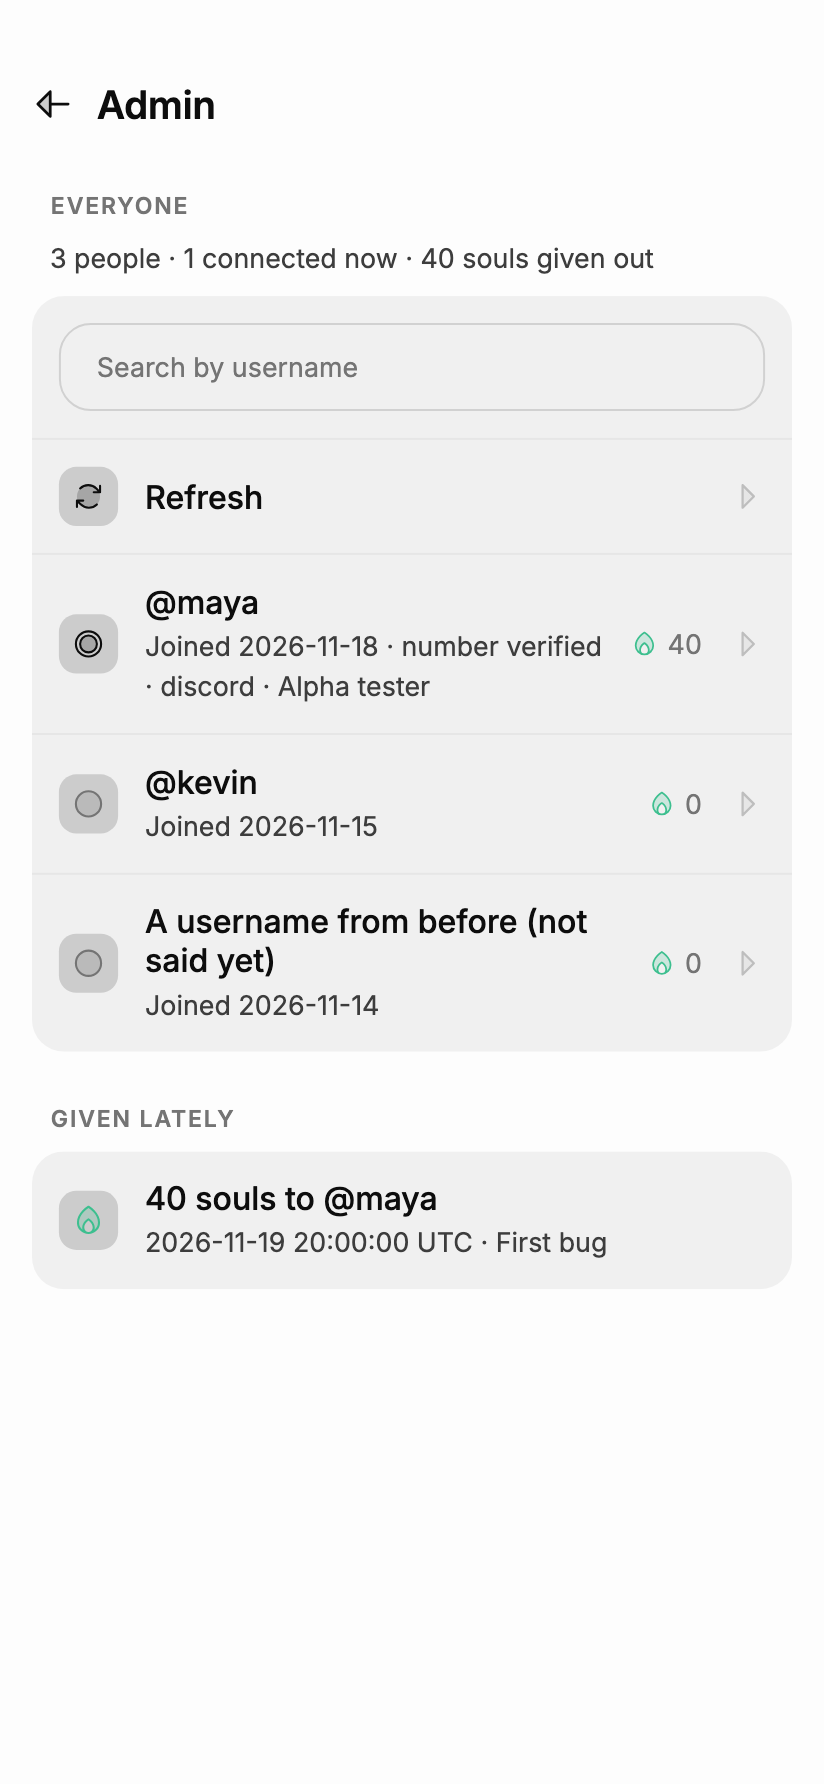 Admin
EVERYONE
3 people · 1 connected now · 40 souls given out
Search by username
Refresh
@maya
Joined 2026-11-18 · number verified
· discord · Alpha tester
40
@kevin
Joined 2026-11-15
0
A username from before (not
said yet)
Joined 2026-11-14
0
GIVEN LATELY
40 souls to @maya
2026-11-19 20:00:00 UTC · First bug